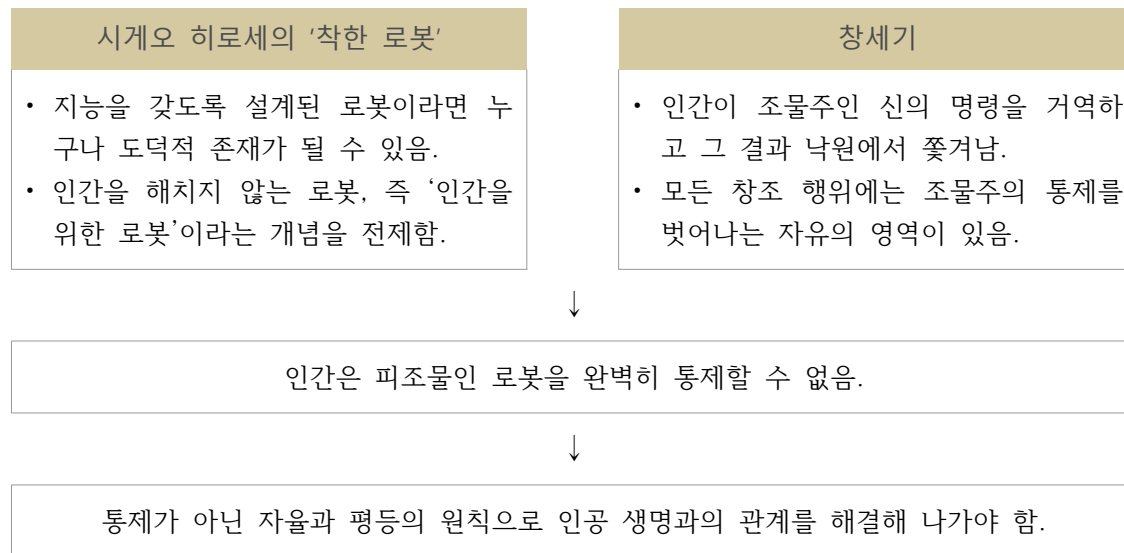 시게오 히로세의 '착한 로봇'
• 지능을 갖도록 설계된 로봇이라면 누
구나 도덕적 존재가 될 수 있음.
• 인간을 해치지 않는 로봇, 즉 ‘인간을
위한 로봇’이라는 개념을 전제함.
창세기
• 인간이 조물주인 신의 명령을 거역하
고 그 결과 낙원에서 쫓겨남.
• 모든 창조 행위에는 조물주의 통제를
벗어나는 자유의 영역이 있음.
↓
인간은 피조물인 로봇을 완벽히 통제할 수 없음.
↓
통제가 아닌 자율과 평등의 원칙으로 인공 생명과의 관계를 해결해 나가야 함.